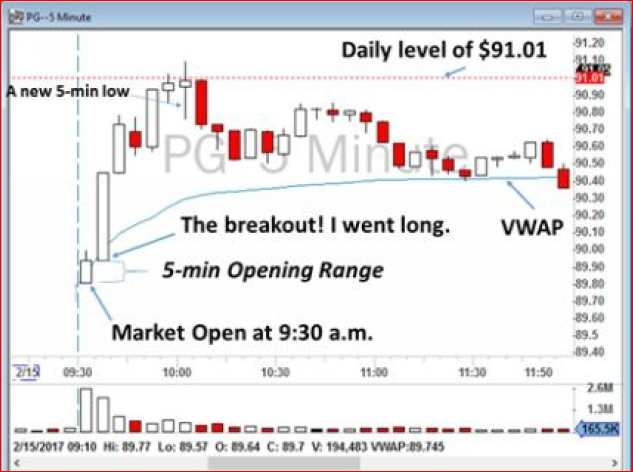 PG--5 Minute
Daily level of $91.01
A new 5-min low
PG 5 Minute
The breakout! I went long.
VWAP
5-min Opening Range
Market Open at 9:30 a.m.
91.20
91.10
91.01
90.90
90.80
90.70
90.60
90.50
90.40
90.30
90.20
90.10
90.00
89.90
89.80
89.70
89.60
89.5
89.40
2/15 09:30 10:00 10:30 11:00 11:30 11:50
2.6M
1.3M
165.5K
2/15/2017 09:10 Hi: 89.77 Lo: 89.57 O: 89.64 C: 89.7 V: 194,483 VWAP:89.745